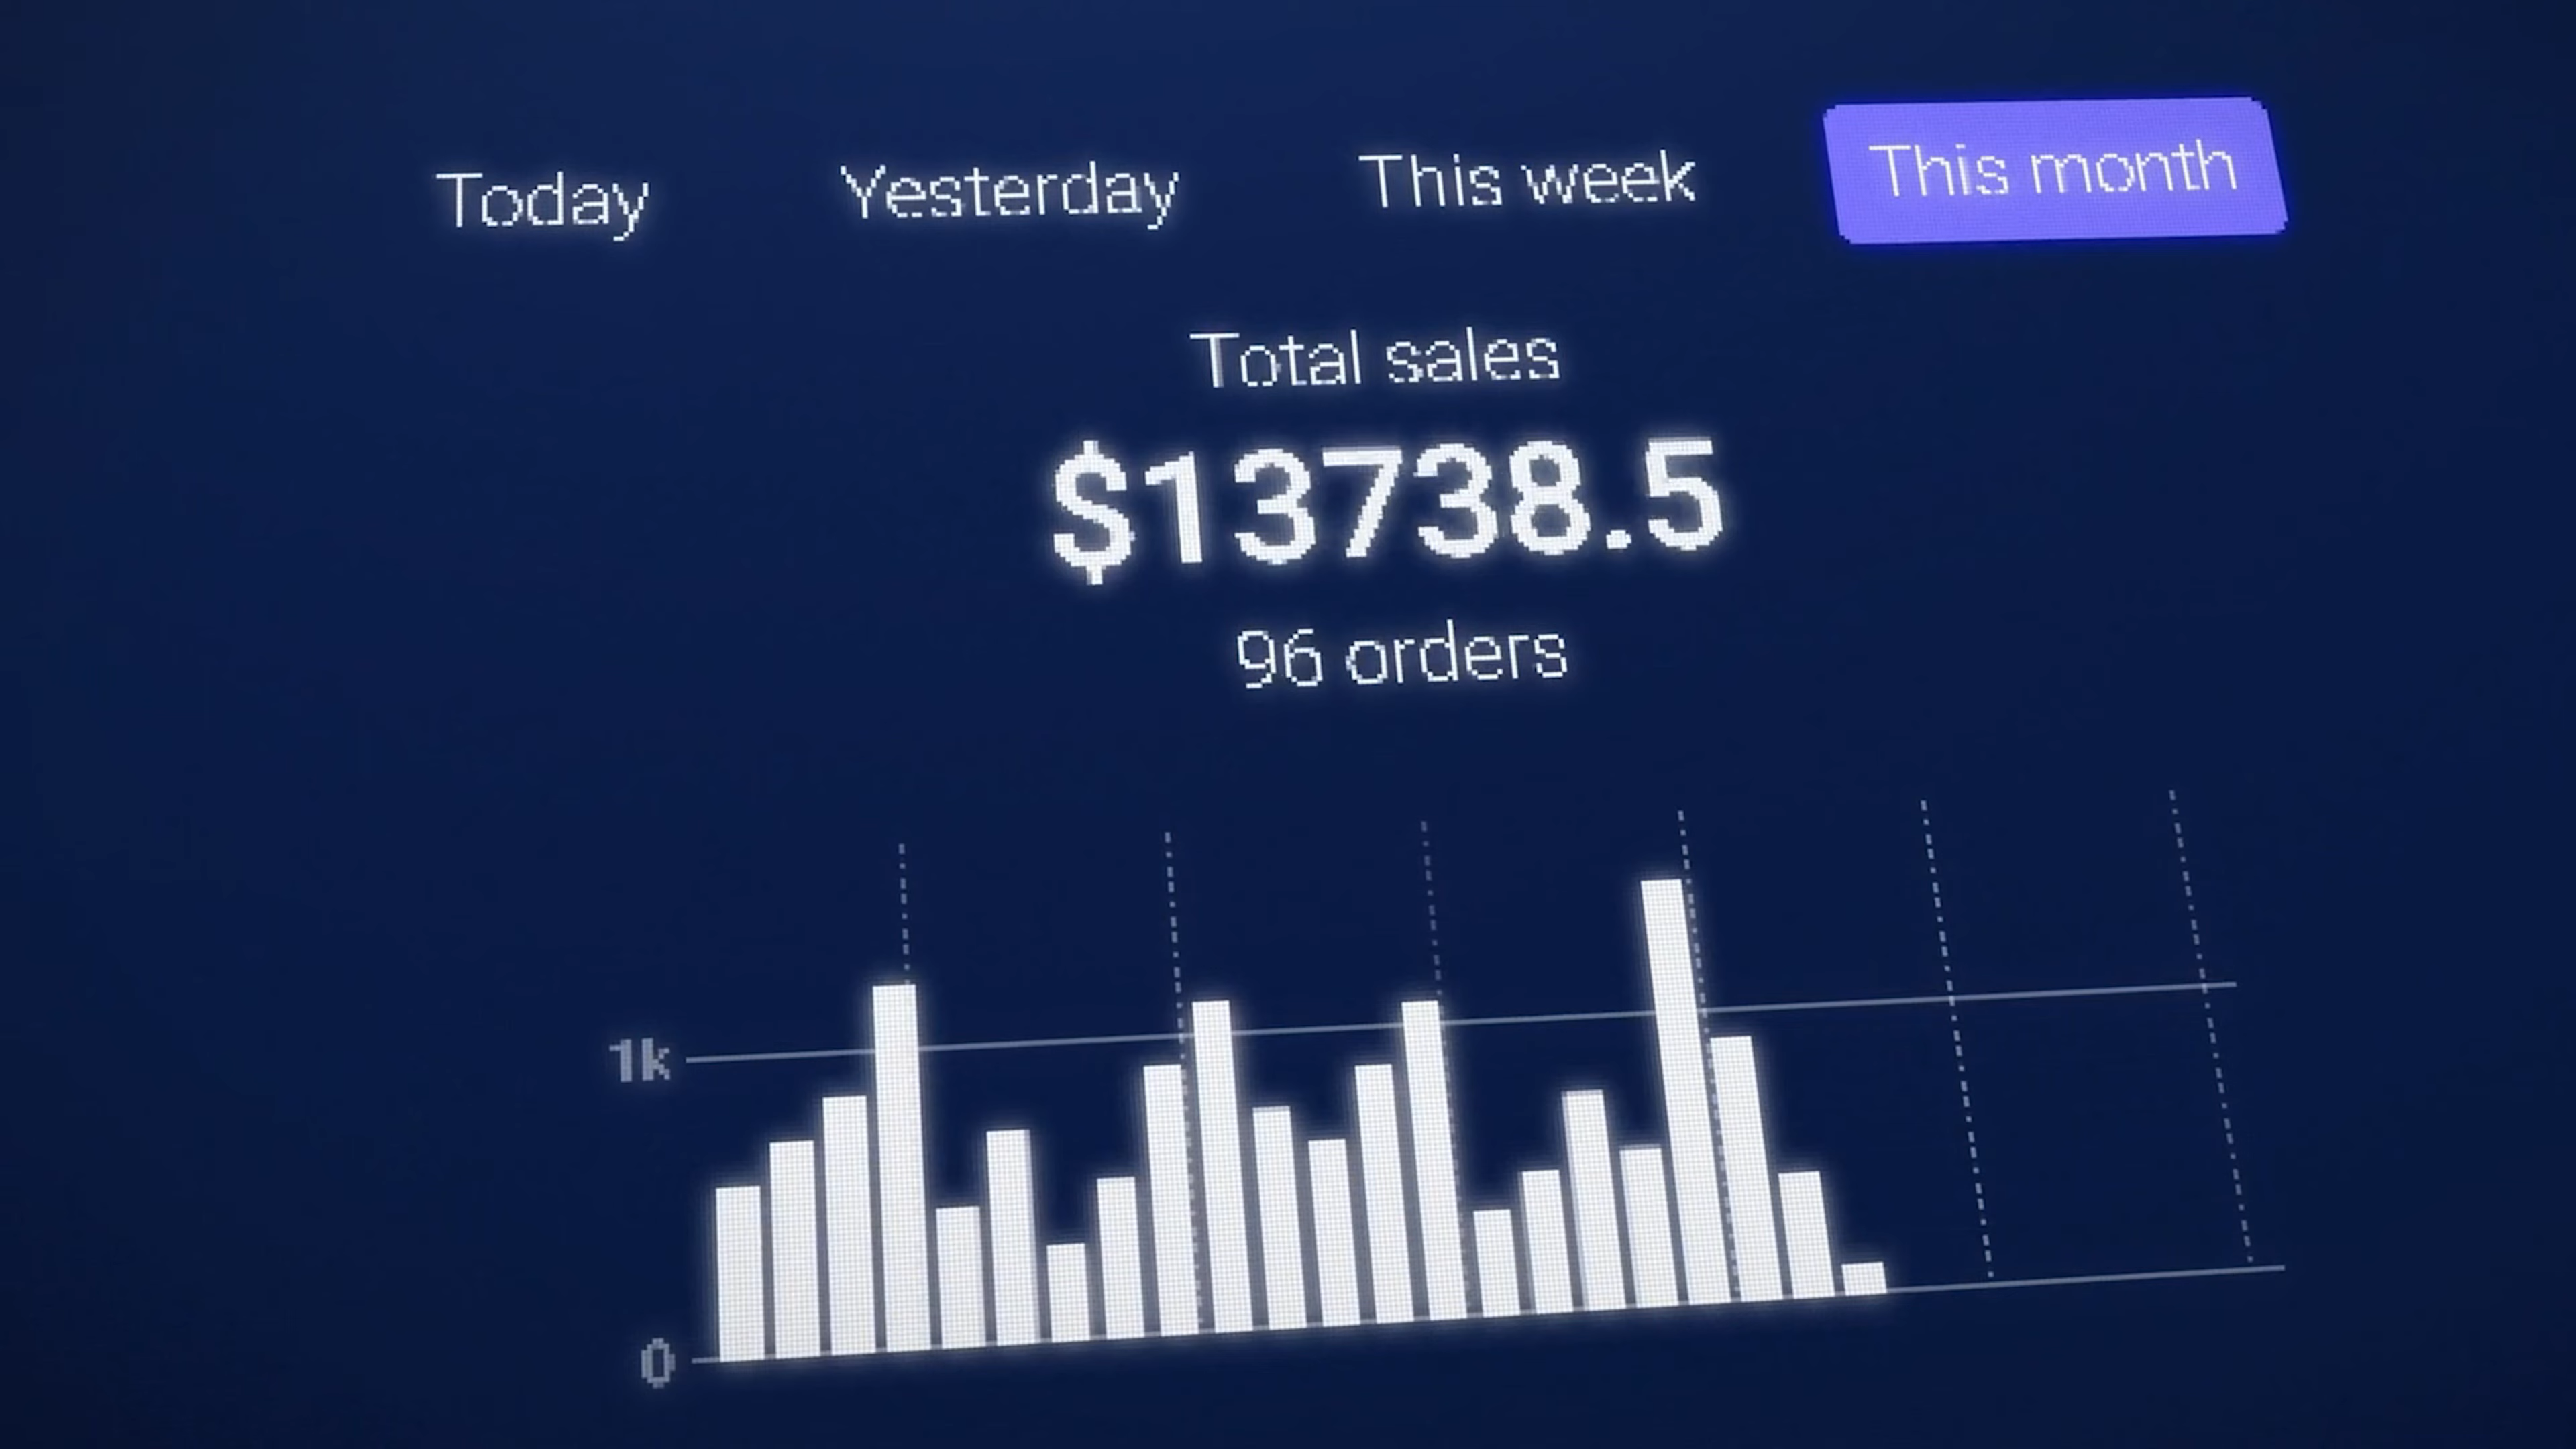 Today Yesterday This week This month
Total sales
$13738.5
96 orders
1k
0